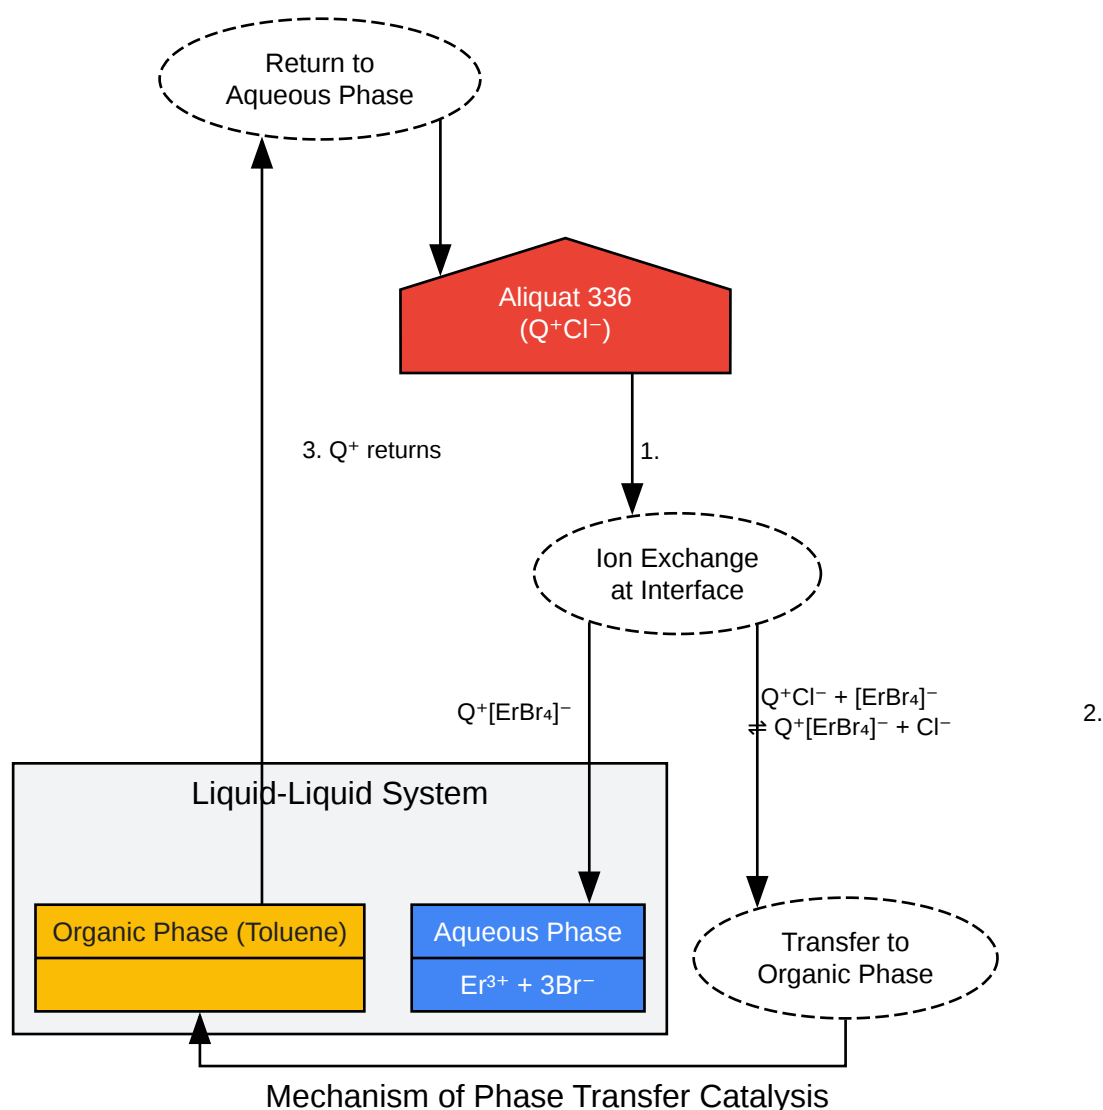 Return to
Aqueous Phase
Aliquat 336
(Q⁺Cl⁻)
3. Q⁺ returns
1.
Ion Exchange
at Interface
Q⁺[ErBr₄]⁻
Q⁺Cl⁻ + [ErBr₄]⁻
⇌ Q⁺[ErBr₄]⁻ + Cl⁻
2.
Liquid-Liquid System
Organic Phase (Toluene)
Aqueous Phase
Er³⁺ + 3Br⁻
Transfer to
Organic Phase
Mechanism of Phase Transfer Catalysis